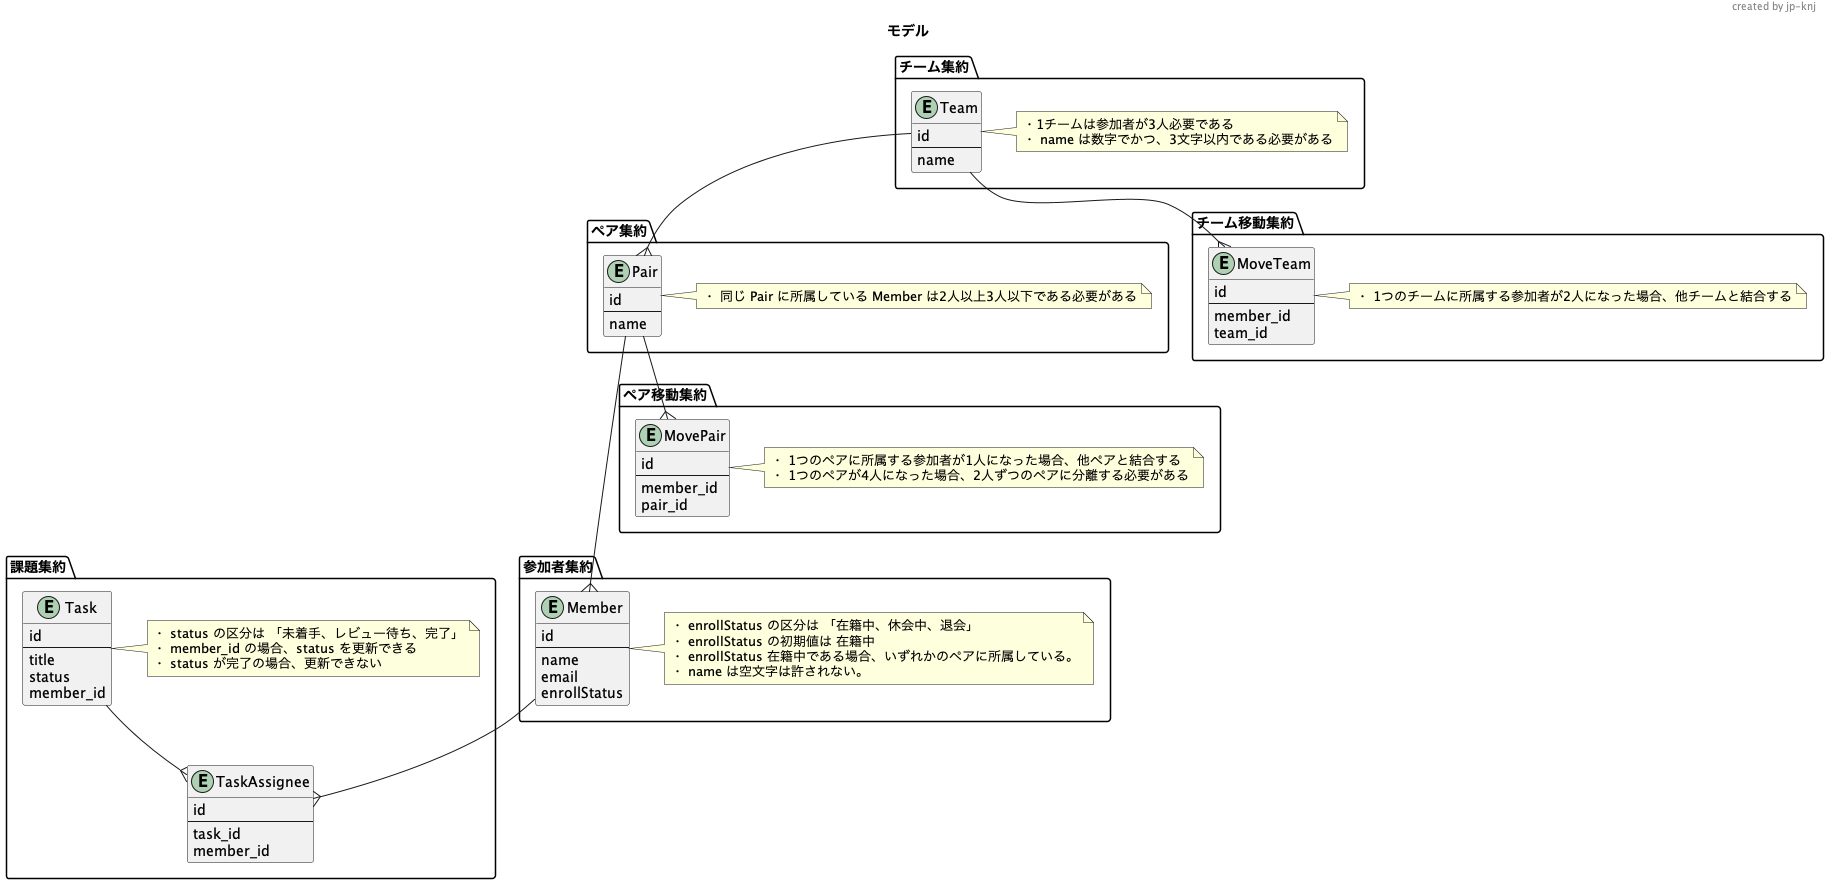 created by jp-knj
モデル
チーム集約
E Team
id
name
・1チームは参加者が3人必要である
・ name は数字でかつ、3文字以内である必要がある
チーム移動集約
E MoveTeam
id
member_id
team_id
・ 1つのチームに所属する参加者が2人になった場合、他チームと結合する
ペア集約
E Pair
id
name
・ 同じ Pair に所属している Member は2人以上3人以下である必要がある
ペア移動集約
E MovePair
id
member_id
pair_id
・ 1つのペアに所属する参加者が1人になった場合、他ペアと結合する
・ 1つのペアが4人になった場合、2人ずつのペアに分離する必要がある
課題集約
E Task
id
title
status
member_id
・ status の区分は 「未着手、レビュー待ち、完了」
・ member_id の場合、status を更新できる
・ status が完了の場合、更新できない
参加者集約
E Member
id
name
email
enrollStatus
・ enrollStatus の区分は 「在籍中、休会中、退会」
・ enrollStatus の初期値は 在籍中
・ enrollStatus 在籍中である場合、いずれかのペアに所属している。
・ name は空文字は許されない。
E TaskAssignee
id
task_id
member_id